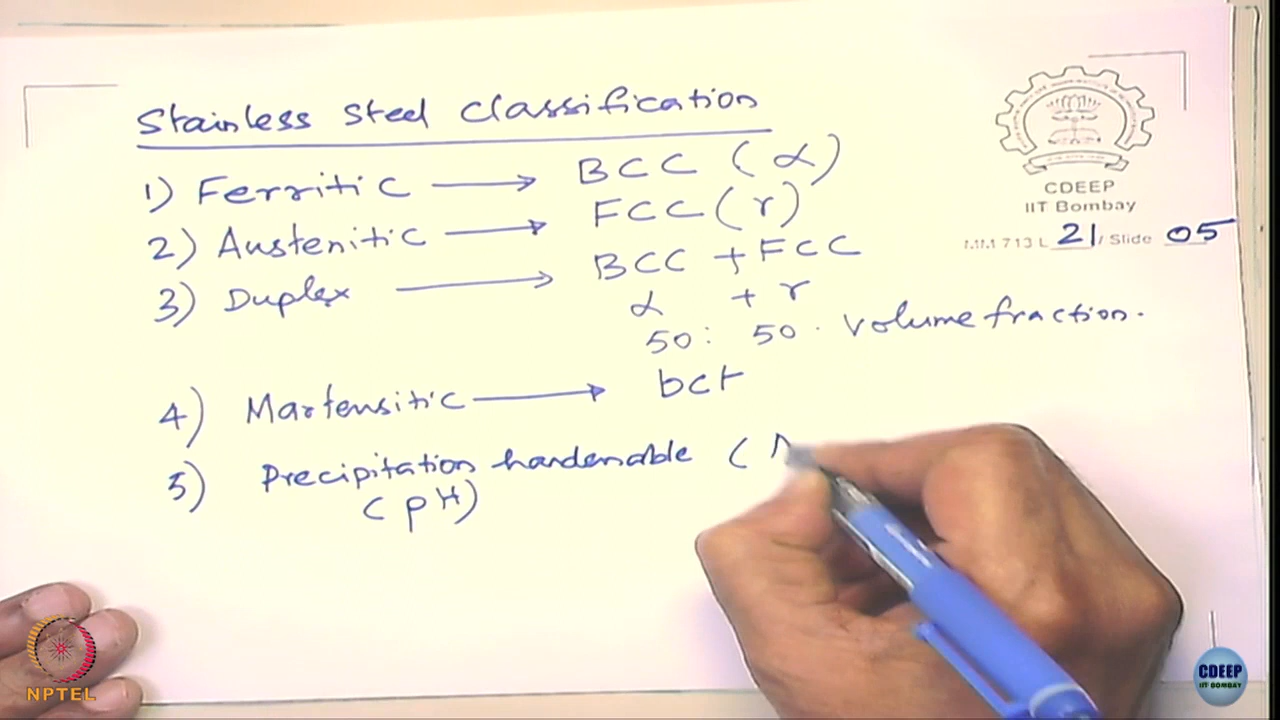 Stainless Steel Classification
1) Ferritic → BCC (α)
2) Austenitic → FCC (γ)
3) Duplex → BCC + FCC
α + γ
50 : 50 . Volume fraction.
4) Martensitic → bct
5) Precipitation hardenable (
(PH)
CDEEP
IIT Bombay
MM 713 L 21 / Slide 05
NPTEL
CDEEP
IIT BOMBAY